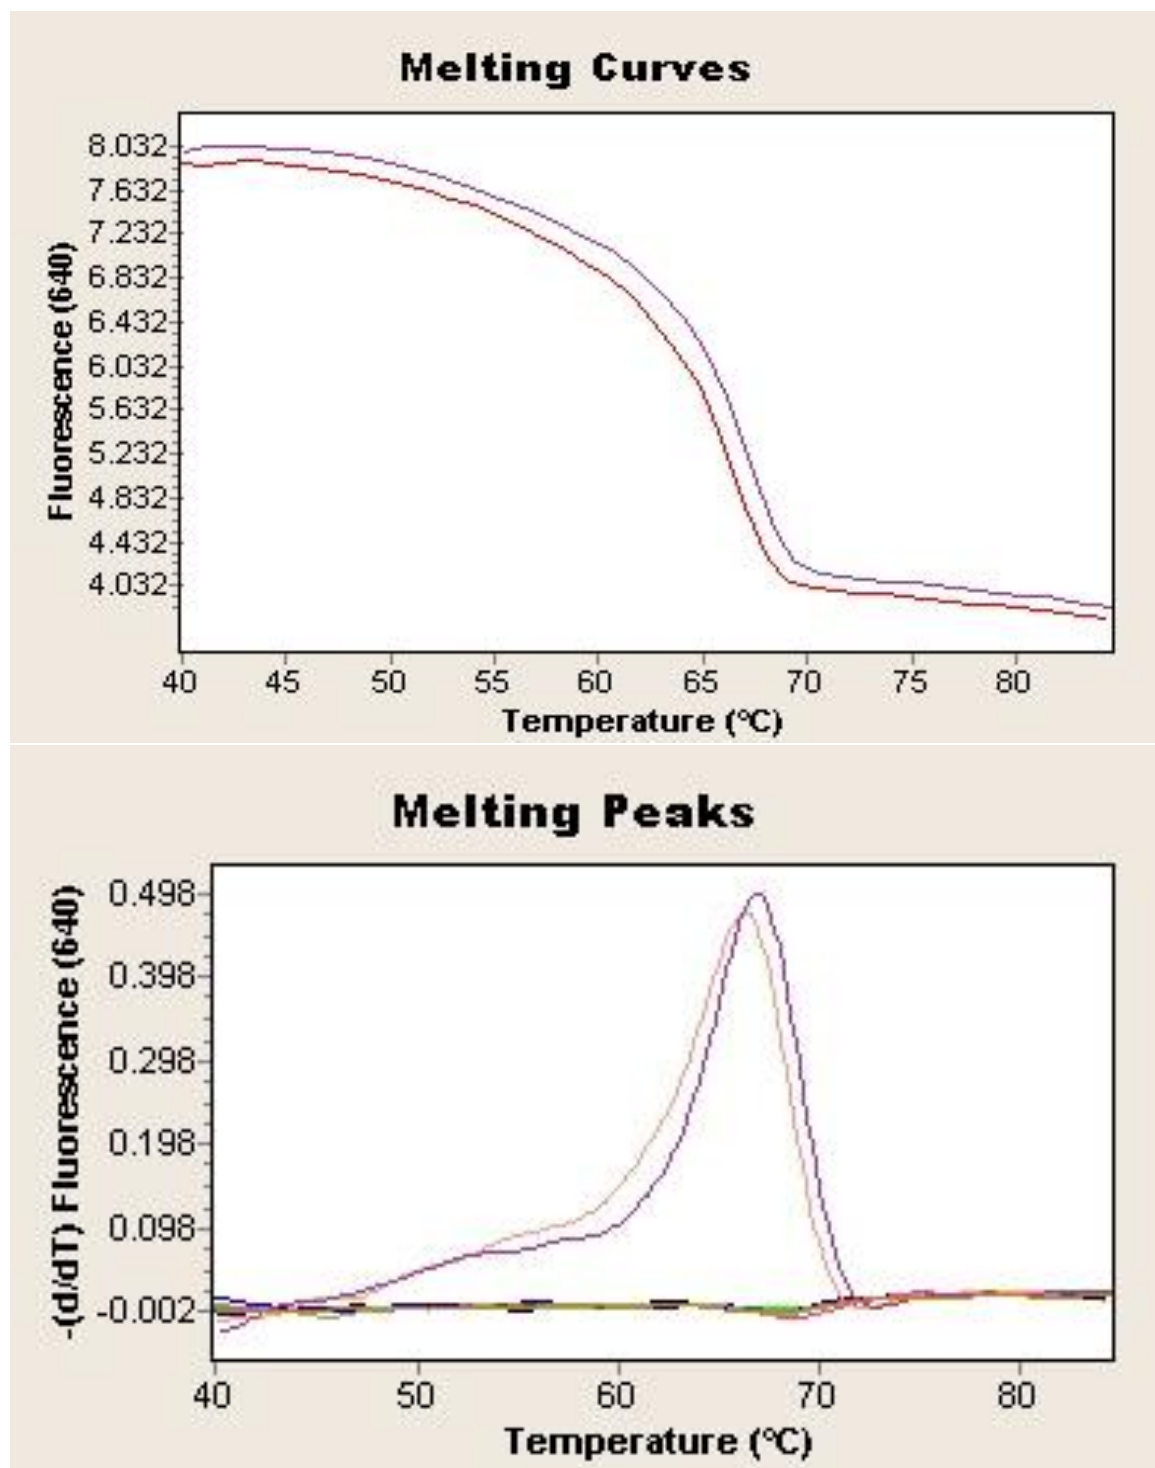 Melting Curves
Fluorescence (640)
8.032
7.632
7.232
6.832
6.432
6.032
5.632
5.232
4.832
4.432
4.032
40 45 50 55 60 65 70 75 80
Temperature (°C)
Melting Peaks
-(d/dT) Fluorescence (640)
0.498
0.398
0.298
0.198
0.098
-0.002
40 50 60 70 80
Temperature (°C)